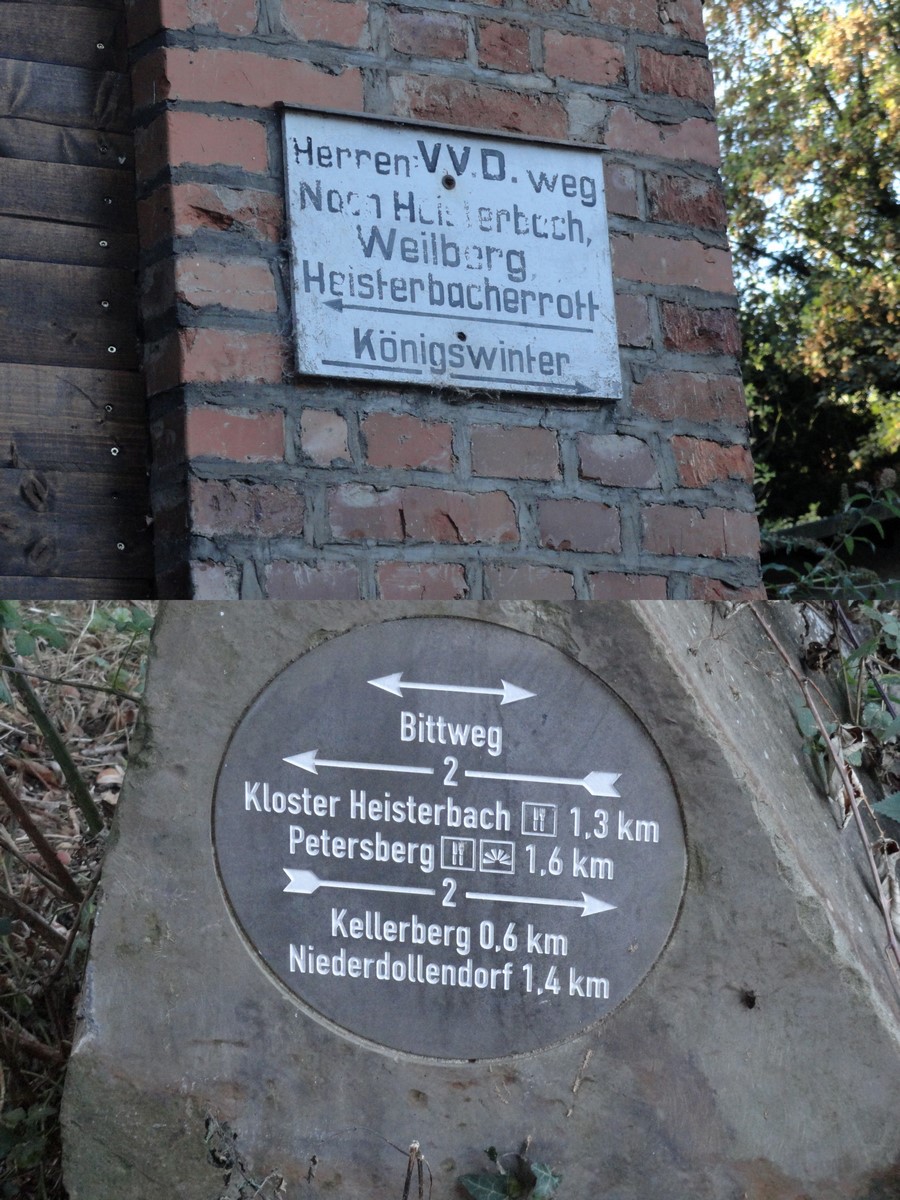 Herren: V.V.D. weg
Nach Heisterbach,
Weilberg,
Heisterbacherrott
Königswinter
Bittweg
2
Kloster Heisterbach 1,3 km
Petersberg 1,6 km
2
Kellerberg 0,6 km
Niederdollendorf 1,4 km